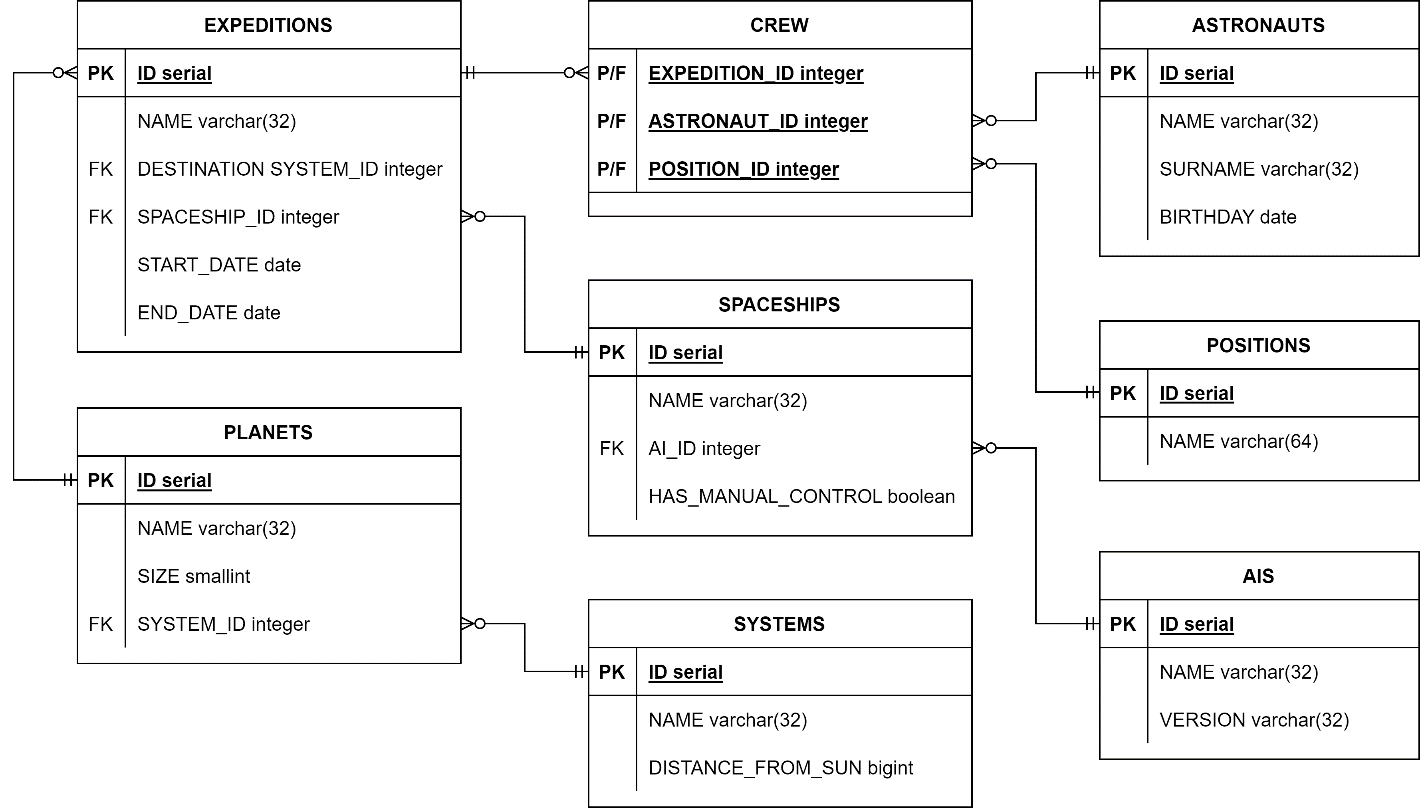 EXPEDITIONS
PK ID serial
NAME varchar(32)
FK DESTINATION SYSTEM_ID integer
FK SPACESHIP_ID integer
START_DATE date
END_DATE date
CREW
P/F EXPEDITION_ID integer
P/F ASTRONAUT_ID integer
P/F POSITION_ID integer
ASTRONAUTS
PK ID serial
NAME varchar(32)
SURNAME varchar(32)
BIRTHDAY date
SPACESHIPS
PK ID serial
NAME varchar(32)
FK AI_ID integer
HAS_MANUAL_CONTROL boolean
POSITIONS
PK ID serial
NAME varchar(64)
PLANETS
PK ID serial
NAME varchar(32)
SIZE smallint
FK SYSTEM_ID integer
SYSTEMS
PK ID serial
NAME varchar(32)
DISTANCE_FROM_SUN bigint
AIS
PK ID serial
NAME varchar(32)
VERSION varchar(32)